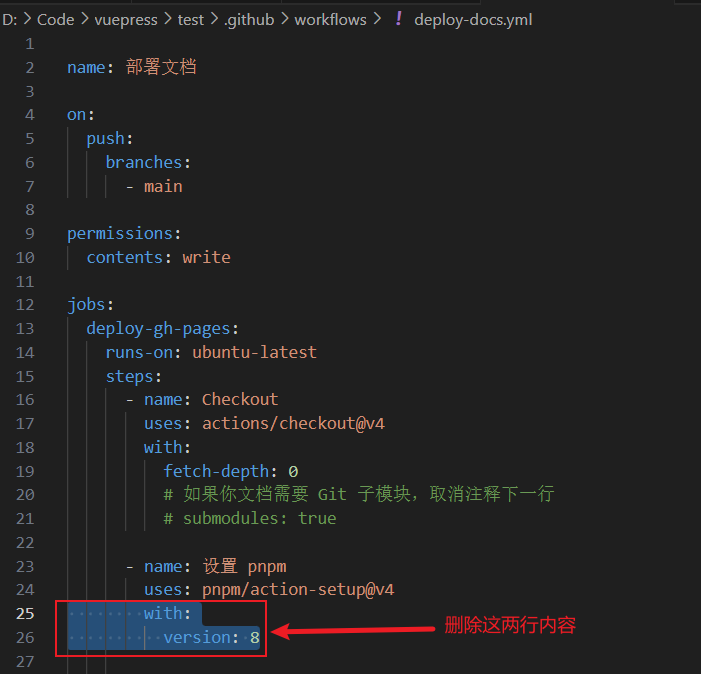 D: > Code > vuepress > test > .github > workflows > ! deploy-docs.yml
1
2 name: 部署文档
3
4 on:
5 push:
6 branches:
7 - main
8
9 permissions:
10 contents: write
11
12 jobs:
13 deploy-gh-pages:
14 runs-on: ubuntu-latest
15 steps:
16 - name: Checkout
17 uses: actions/checkout@v4
18 with:
19 fetch-depth: 0
20 # 如果你文档需要 Git 子模块，取消注释下一行
21 # submodules: true
22
23 - name: 设置 pnpm
24 uses: pnpm/action-setup@v4
25 with:
26 version: 8 删除这两行内容
27